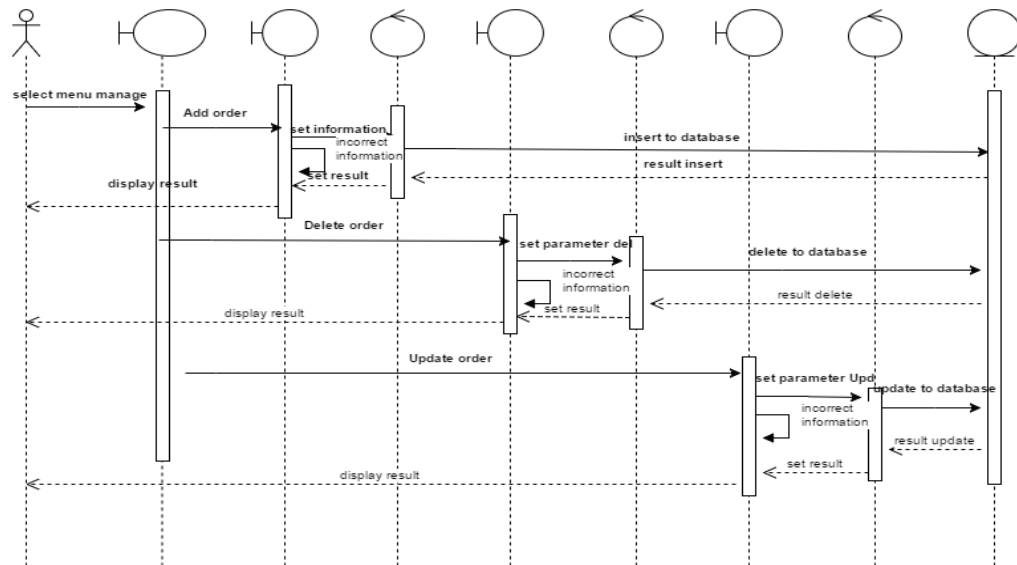 select menu manage
Add order
set information
incorrect
information
insert to database
result insert
set result
display result
Delete order
set parameter del
delete to database
incorrect
information
result delete
set result
display result
Update order
set parameter Upd
update to database
incorrect
information
result update
set result
display result